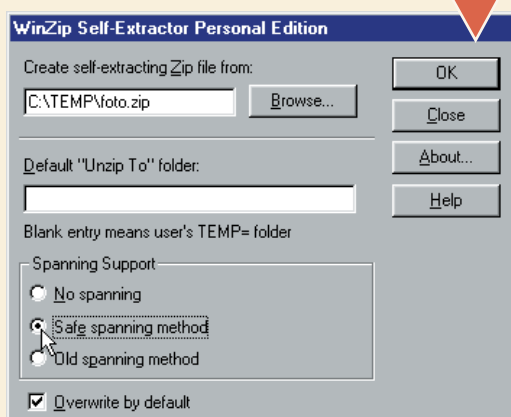 WinZip Self-Extractor Personal Edition
Create self-extracting Zip file from:
C:\TEMP\foto.zip
Browse...
Default "Unzip To" folder:
Blank entry means user's TEMP= folder
Spanning Support
No spanning
Safe spanning method
Old spanning method
Overwrite by default
OK
Close
About...
Help